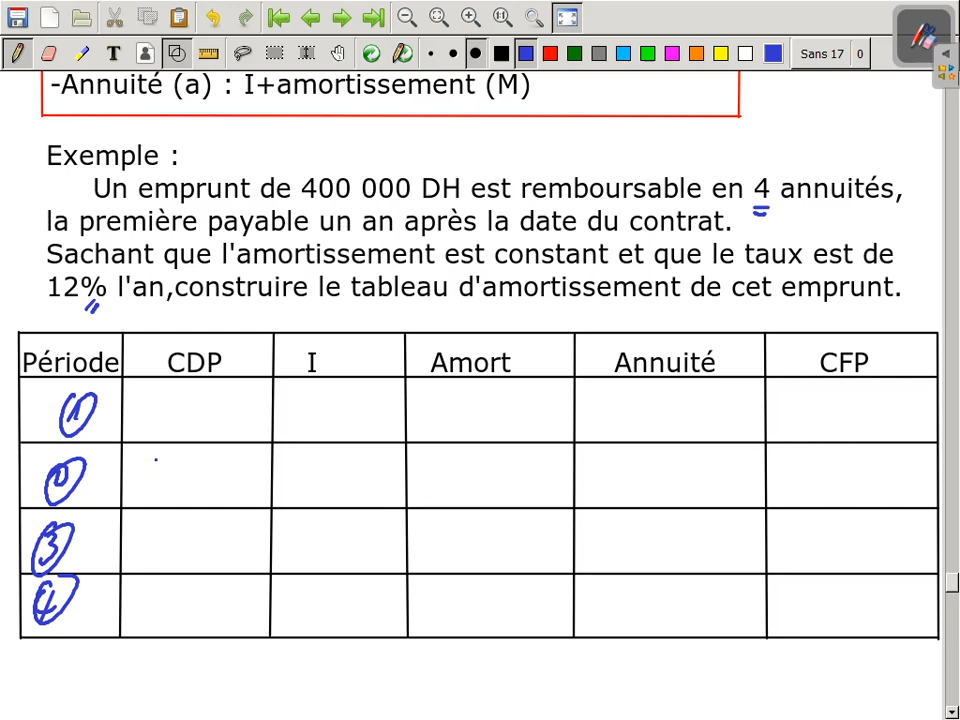 T
Sans 17 0
-Annuité (a) : I+amortissement (M)
Exemple :
Un emprunt de 400 000 DH est remboursable en 4 annuités,
la première payable un an après la date du contrat.
Sachant que l'amortissement est constant et que le taux est de
12% l'an,construire le tableau d'amortissement de cet emprunt.
Période CDP I Amort Annuité CFP
1
2
3
4